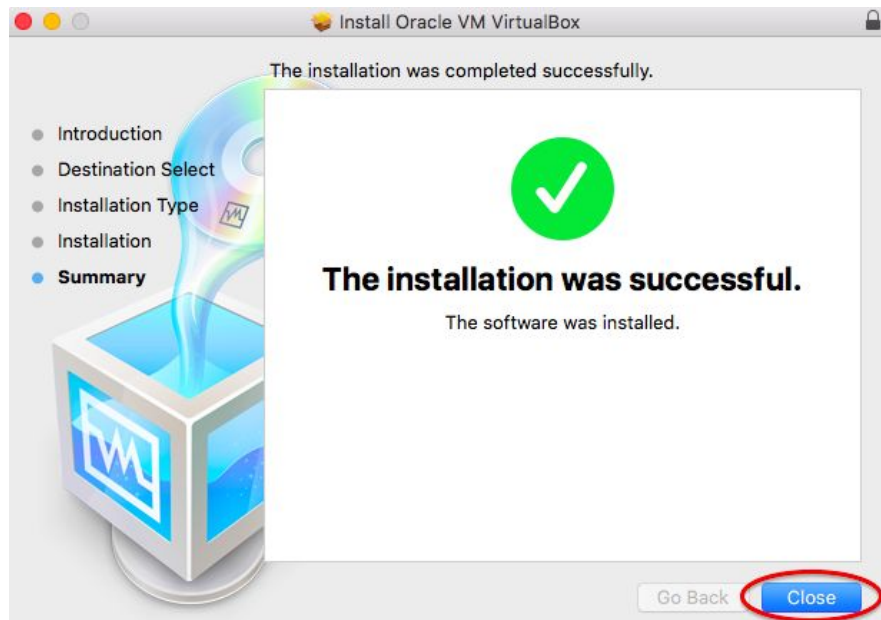 Install Oracle VM VirtualBox
The installation was completed successfully.
Introduction
Destination Select
Installation Type
Installation
Summary
The installation was successful.
The software was installed.
Go Back
Close